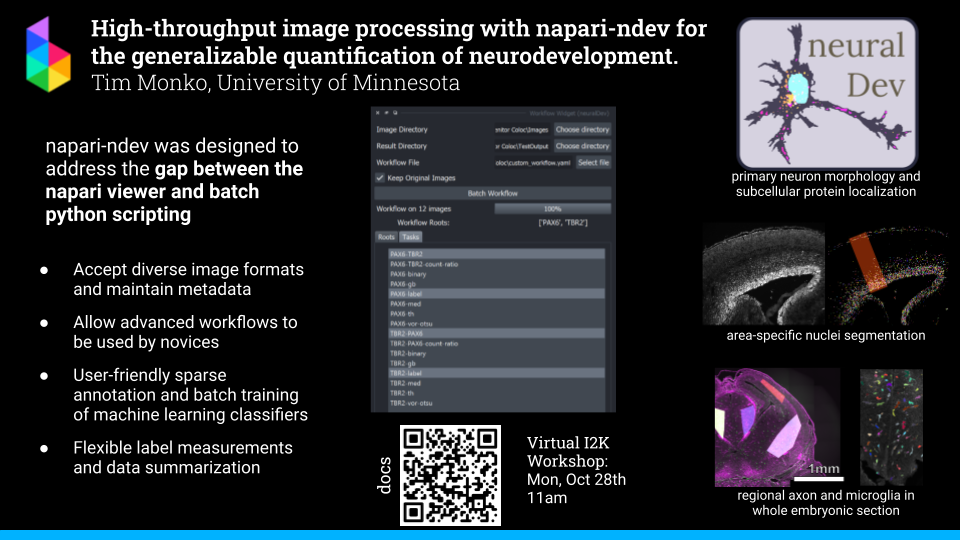 High-throughput image processing with napari-ndev for
the generalizable quantification of neurodevelopment.
Tim Monko, University of Minnesota
napari-ndev was designed to
address the gap between the
napari viewer and batch
python scripting
● Accept diverse image formats
and maintain metadata
● Allow advanced workflows to
be used by novices
● User-friendly sparse
annotation and batch training
of machine learning classifiers
● Flexible label measurements
and data summarization
Workflow Widget (neuralDev)
Image Directory nitor Coloc\Images Choose directory
Result Directory or Coloc\TestOutput Choose directory
Workflow File oloc\custom_workflow.yaml Select file
Keep Original Images
Batch Workflow
Workflow on 12 images 100%
Workflow Roots: ['PAX6', 'TBR2']
Roots Tasks
PAX6-TBR2
PAX6-TBR2-count-ratio
PAX6-binary
PAX6-gb
PAX6-label
PAX6-med
PAX6-th
PAX6-vor-otsu
TBR2-PAX6
TBR2-PAX6-count-ratio
TBR2-binary
TBR2-gb
TBR2-label
TBR2-med
TBR2-th
TBR2-vor-otsu
docs
Virtual I2K
Workshop:
Mon, Oct 28th
11am
neural
Dev
primary neuron morphology and
subcellular protein localization
area-specific nuclei segmentation
1mm
regional axon and microglia in
whole embryonic section